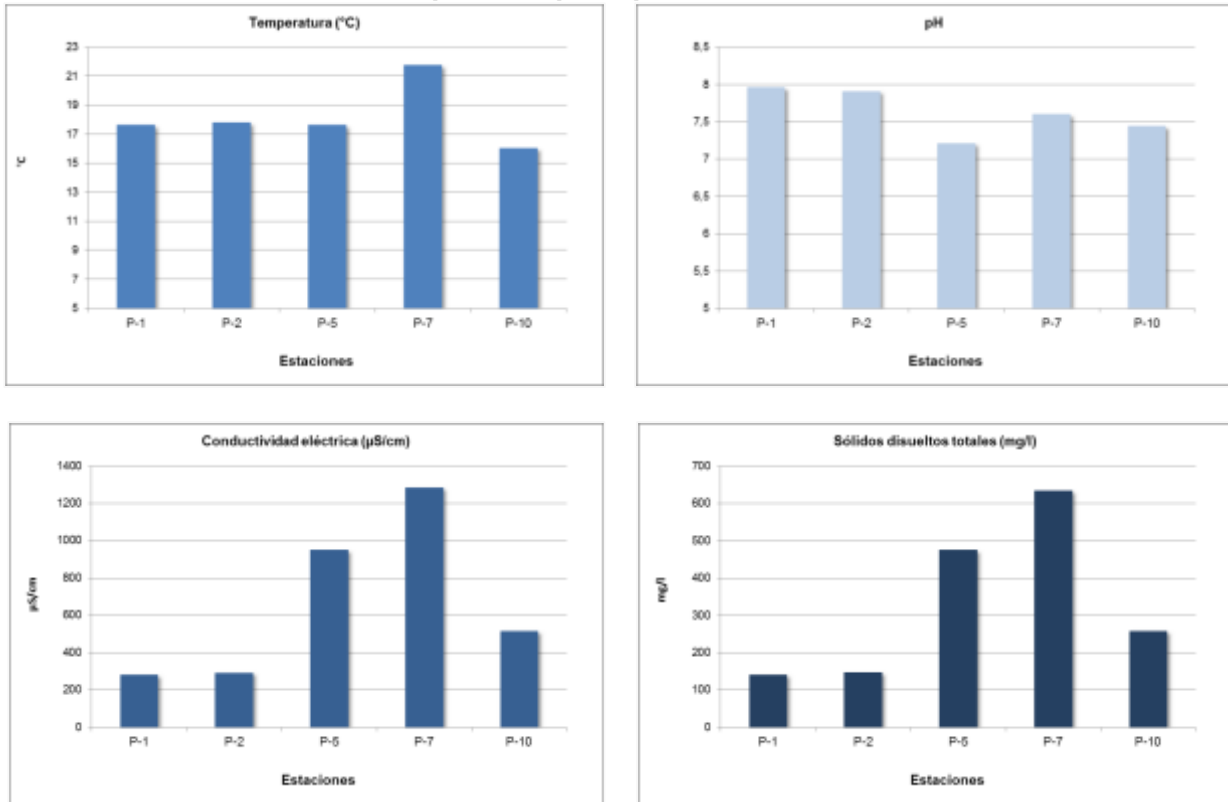 Temperatura (°C)
23
21
19
17
15
13
11
9
7
5
°C
P-1 P-2 P-5 P-7 P-10
Estaciones
pH
8,5
8
7,5
7
6,5
6
5,5
5
P-1 P-2 P-5 P-7 P-10
Estaciones
Conductividad eléctrica (µS/cm)
1400
1200
1000
800
600
400
200
0
µS/cm
P-1 P-2 P-5 P-7 P-10
Estaciones
Sólidos disueltos totales (mg/l)
700
600
500
400
300
200
100
0
mg/l
P-1 P-2 P-5 P-7 P-10
Estaciones